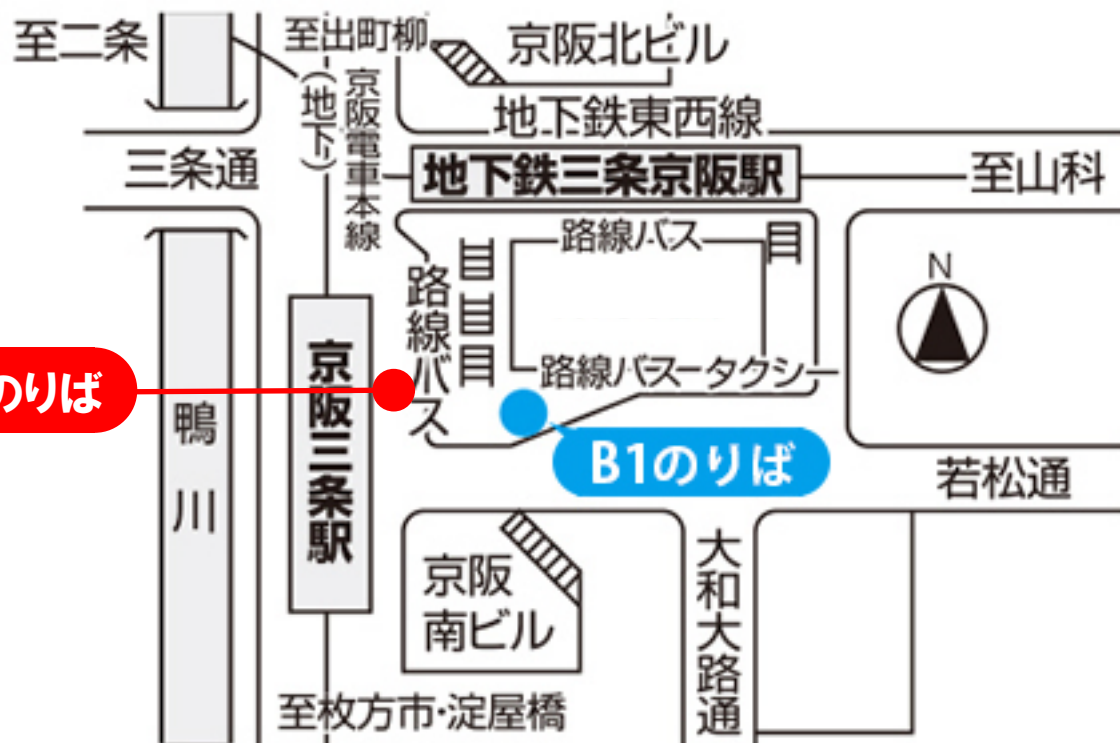 至二条
至出町柳
京阪北ビル
(地下)
京阪電車本線
地下鉄東西線
三条通
地下鉄三条京阪駅
至山科
路線バス
路線バス
N
京阪三条駅
路線バスータクシー
のりば
鴨川
B1のりば
若松通
京阪
南ビル
大和大路通
至枚方市・淀屋橋